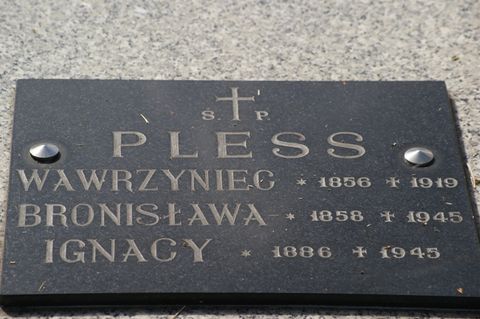 Ś. ✝ P.
PLESS
WAWRZYNIEC * 1856 ✝ 1919
BRONISŁAWA * 1858 ✝ 1945
IGNACY * 1886 ✝ 1945